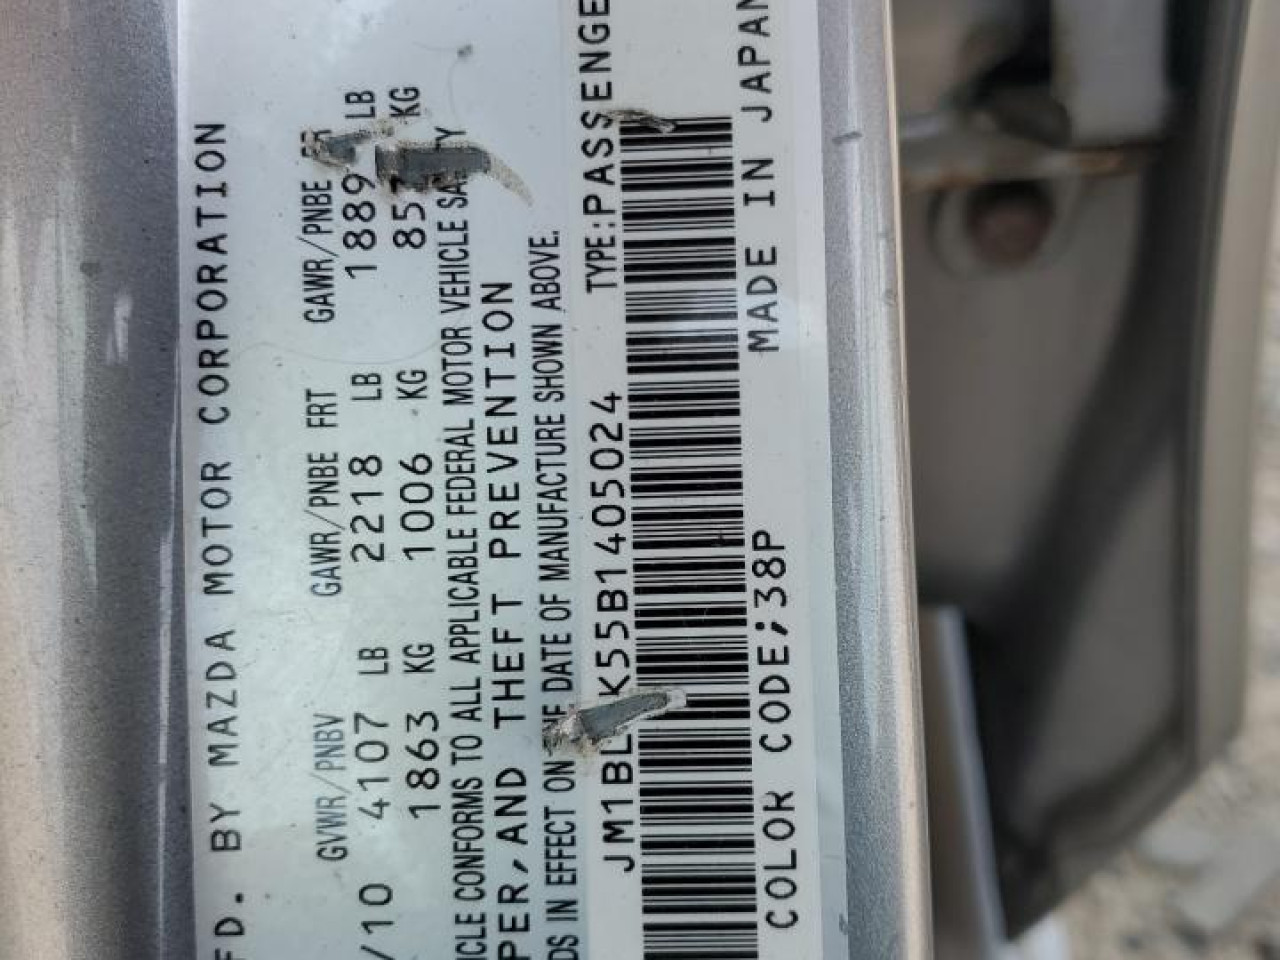 FD. BY MAZDA MOTOR CORPORATION
GVWR/PNBV GAWR/PNBE FRT GAWR/PNBE
/10 4107 LB 2218 LB 1889 LB
1863 KG 1006 KG 857 KG
ICLE CONFORMS TO ALL APPLICABLE FEDERAL MOTOR VEHICLE
PER, AND THEFT PREVENTION
DS IN EFFECT ON DATE OF MANUFACTURE SHOWN ABOVE.
JM1BL K55B1405024 TYPE:PASSENGE
COLOR CODE;38P MADE IN JAPAN